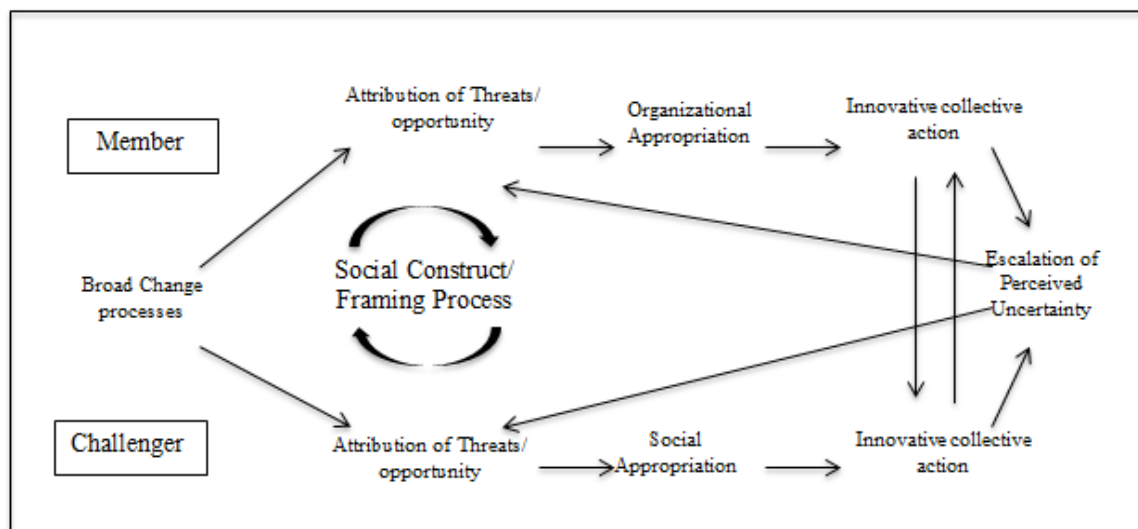 Attribution of Threats/
opportunity
Organizational
Appropriation
Innovative collective
action
Member
Social Construct/
Framing Process
Broad Change
processes
Escalation of
Perceived
Uncertainty
Challenger
Attribution of Threats/
opportunity
Social
Appropriation
Innovative collective
action